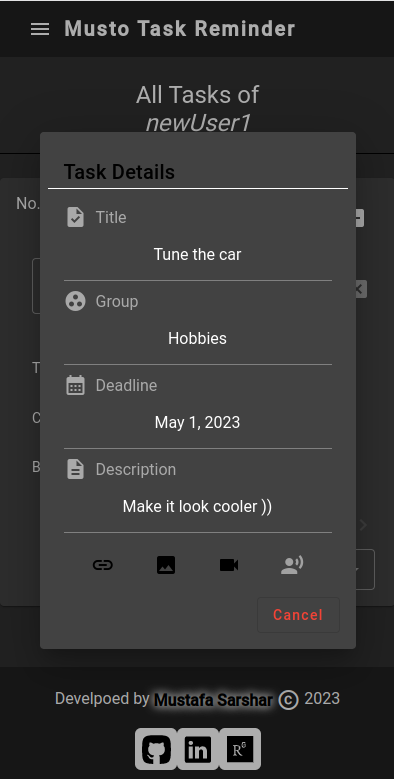 Musto Task Reminder
All Tasks of
newUser1
Task Details
No.
Title
Tune the car
Group
Hobbies
T
Deadline
C
May 1, 2023
B
Description
Make it look cooler ))
Cancel
Develpoed by Mustafa Sarshar © 2023
in RG